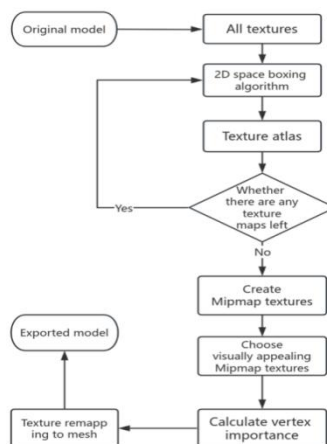 Original model
All textures
2D space boxing
algorithm
Texture atlas
Whether
there are any
texture
maps left
Yes
No
Create
Mipmap textures
Choose
visually appealing
Mipmap textures
Calculate vertex
importance
Texture remapp
ing to mesh
Exported model